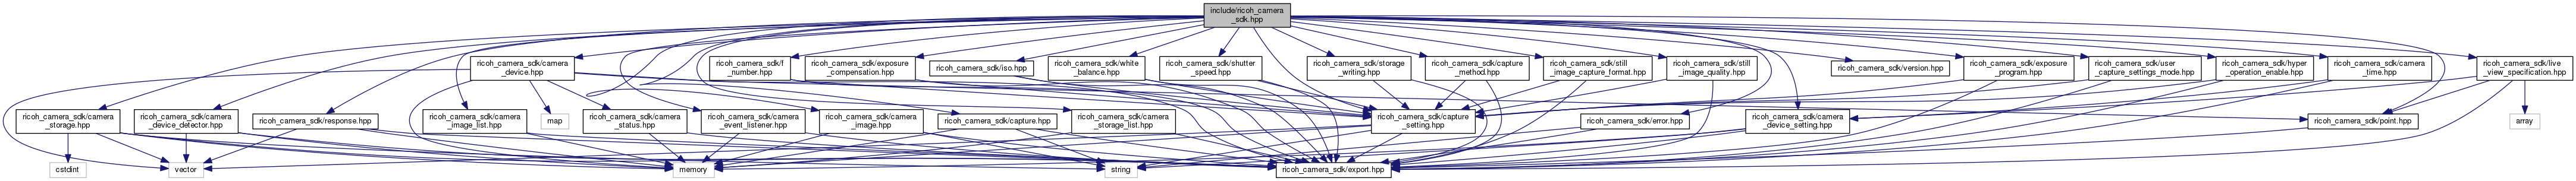 include/ricoh_camera
_sdk.hpp
ricoh_camera_sdk/camera
_device.hpp
ricoh_camera_sdk/f
_number.hpp
ricoh_camera_sdk/exposure
_compensation.hpp
ricoh_camera_sdk/iso.hpp
ricoh_camera_sdk/white
_balance.hpp
ricoh_camera_sdk/shutter
_speed.hpp
ricoh_camera_sdk/storage
_writing.hpp
ricoh_camera_sdk/capture
_method.hpp
ricoh_camera_sdk/still
_image_capture_format.hpp
ricoh_camera_sdk/still
_image_quality.hpp
ricoh_camera_sdk/version.hpp
ricoh_camera_sdk/exposure
_program.hpp
ricoh_camera_sdk/user
_capture_settings_mode.hpp
ricoh_camera_sdk/hyper
_operation_enable.hpp
ricoh_camera_sdk/camera
_time.hpp
ricoh_camera_sdk/live
_view_specification.hpp
ricoh_camera_sdk/camera
_storage.hpp
ricoh_camera_sdk/camera
_device_detector.hpp
ricoh_camera_sdk/response.hpp
ricoh_camera_sdk/camera
_image_list.hpp
map
ricoh_camera_sdk/camera
_status.hpp
ricoh_camera_sdk/camera
_event_listener.hpp
ricoh_camera_sdk/camera
_image.hpp
ricoh_camera_sdk/capture.hpp
ricoh_camera_sdk/camera
_storage_list.hpp
ricoh_camera_sdk/capture
_setting.hpp
ricoh_camera_sdk/error.hpp
ricoh_camera_sdk/camera
_device_setting.hpp
ricoh_camera_sdk/point.hpp
array
cstdint
vector
memory
string
ricoh_camera_sdk/export.hpp